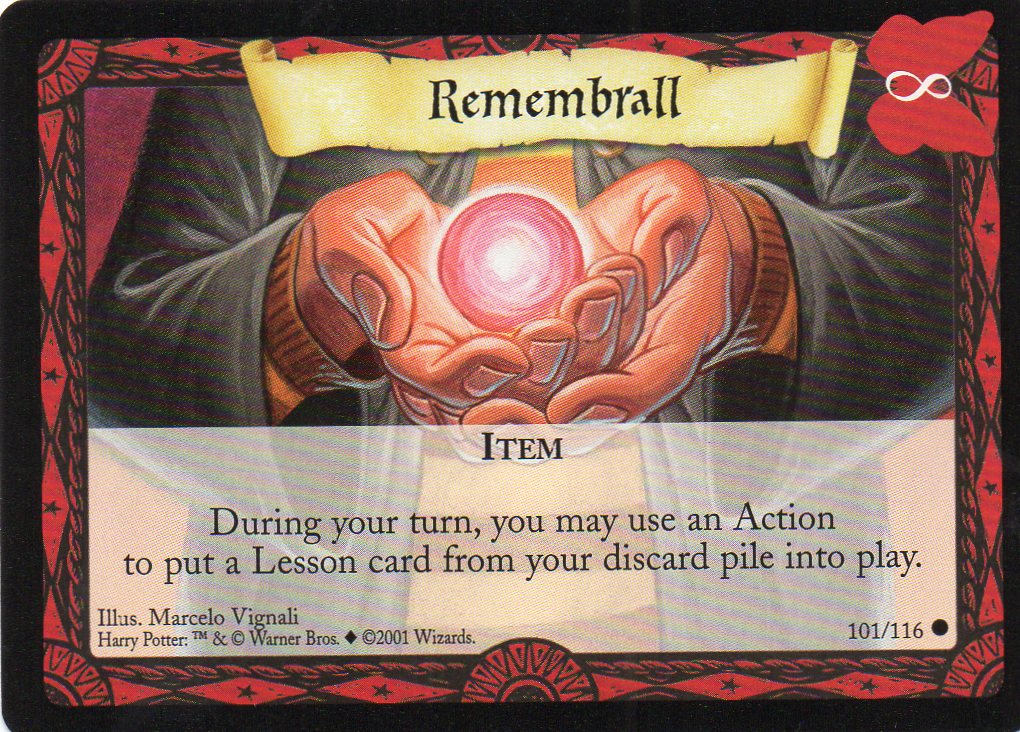 Remembrall
∞
Item
During your turn, you may use an Action
to put a Lesson card from your discard pile into play.
Illus. Marcelo Vignali
Harry Potter: ™ & © Warner Bros. ♦ ©2001 Wizards.
101/116 ●